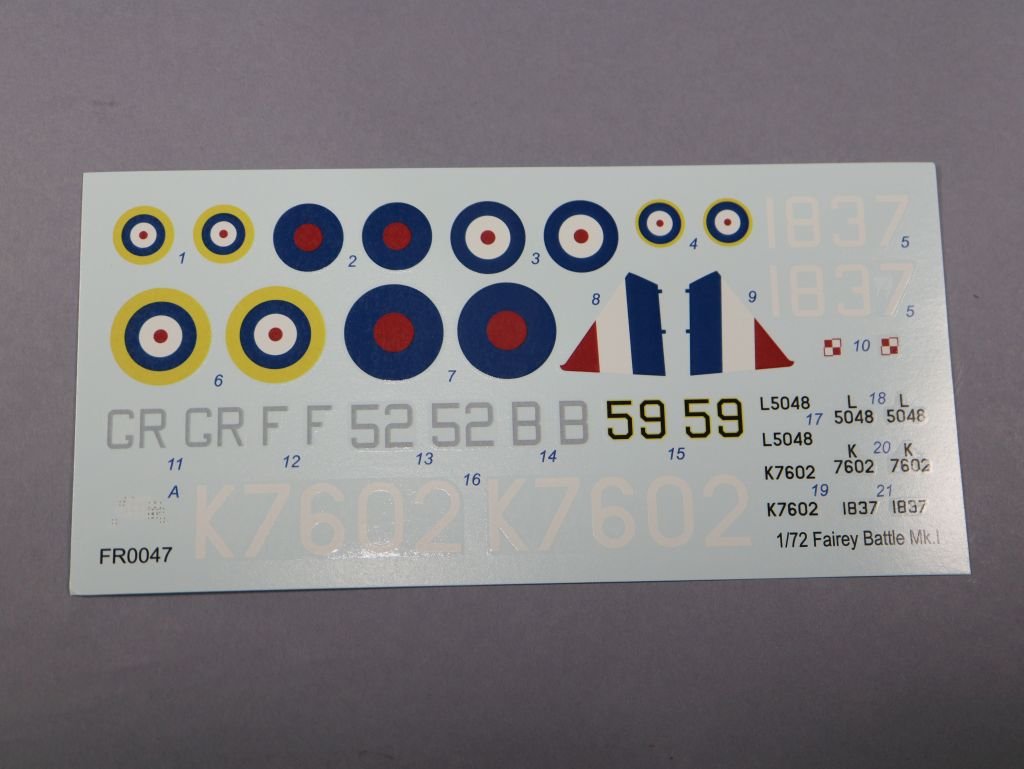 1 2 3 4 1837 5
1837 5
6 7 8 9 10
GR GR F F 52 52 B B 59 59
11 12 13 14 15
L5048 L 18 L
17 5048 5048
L5048
K 20 K
K7602 7602 7602
19 21
K7602 1837 1837
A K7602 16 K7602
FR0047
1/72 Fairey Battle Mk.I